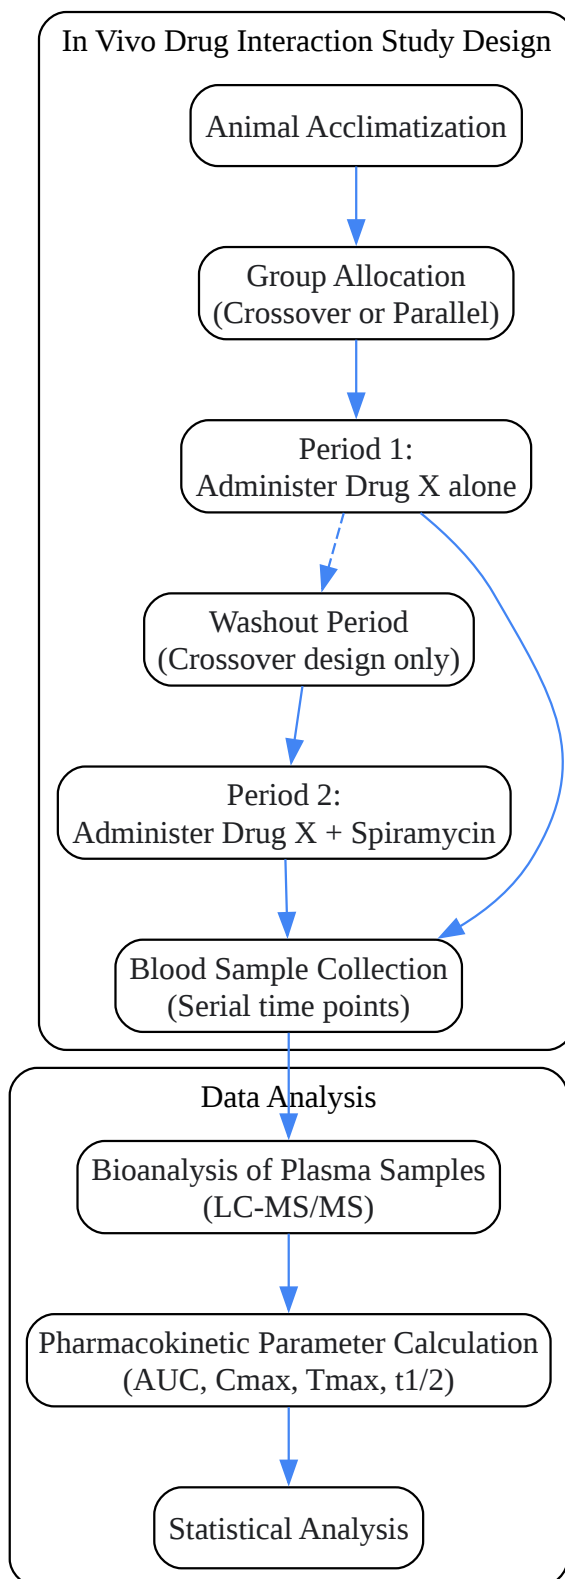 In Vivo Drug Interaction Study Design
Animal Acclimatization
Group Allocation
(Crossover or Parallel)
Period 1:
Administer Drug X alone
Washout Period
(Crossover design only)
Period 2:
Administer Drug X + Spiramycin
Blood Sample Collection
(Serial time points)
Data Analysis
Bioanalysis of Plasma Samples
(LC-MS/MS)
Pharmacokinetic Parameter Calculation
(AUC, Cmax, Tmax, t1/2)
Statistical Analysis